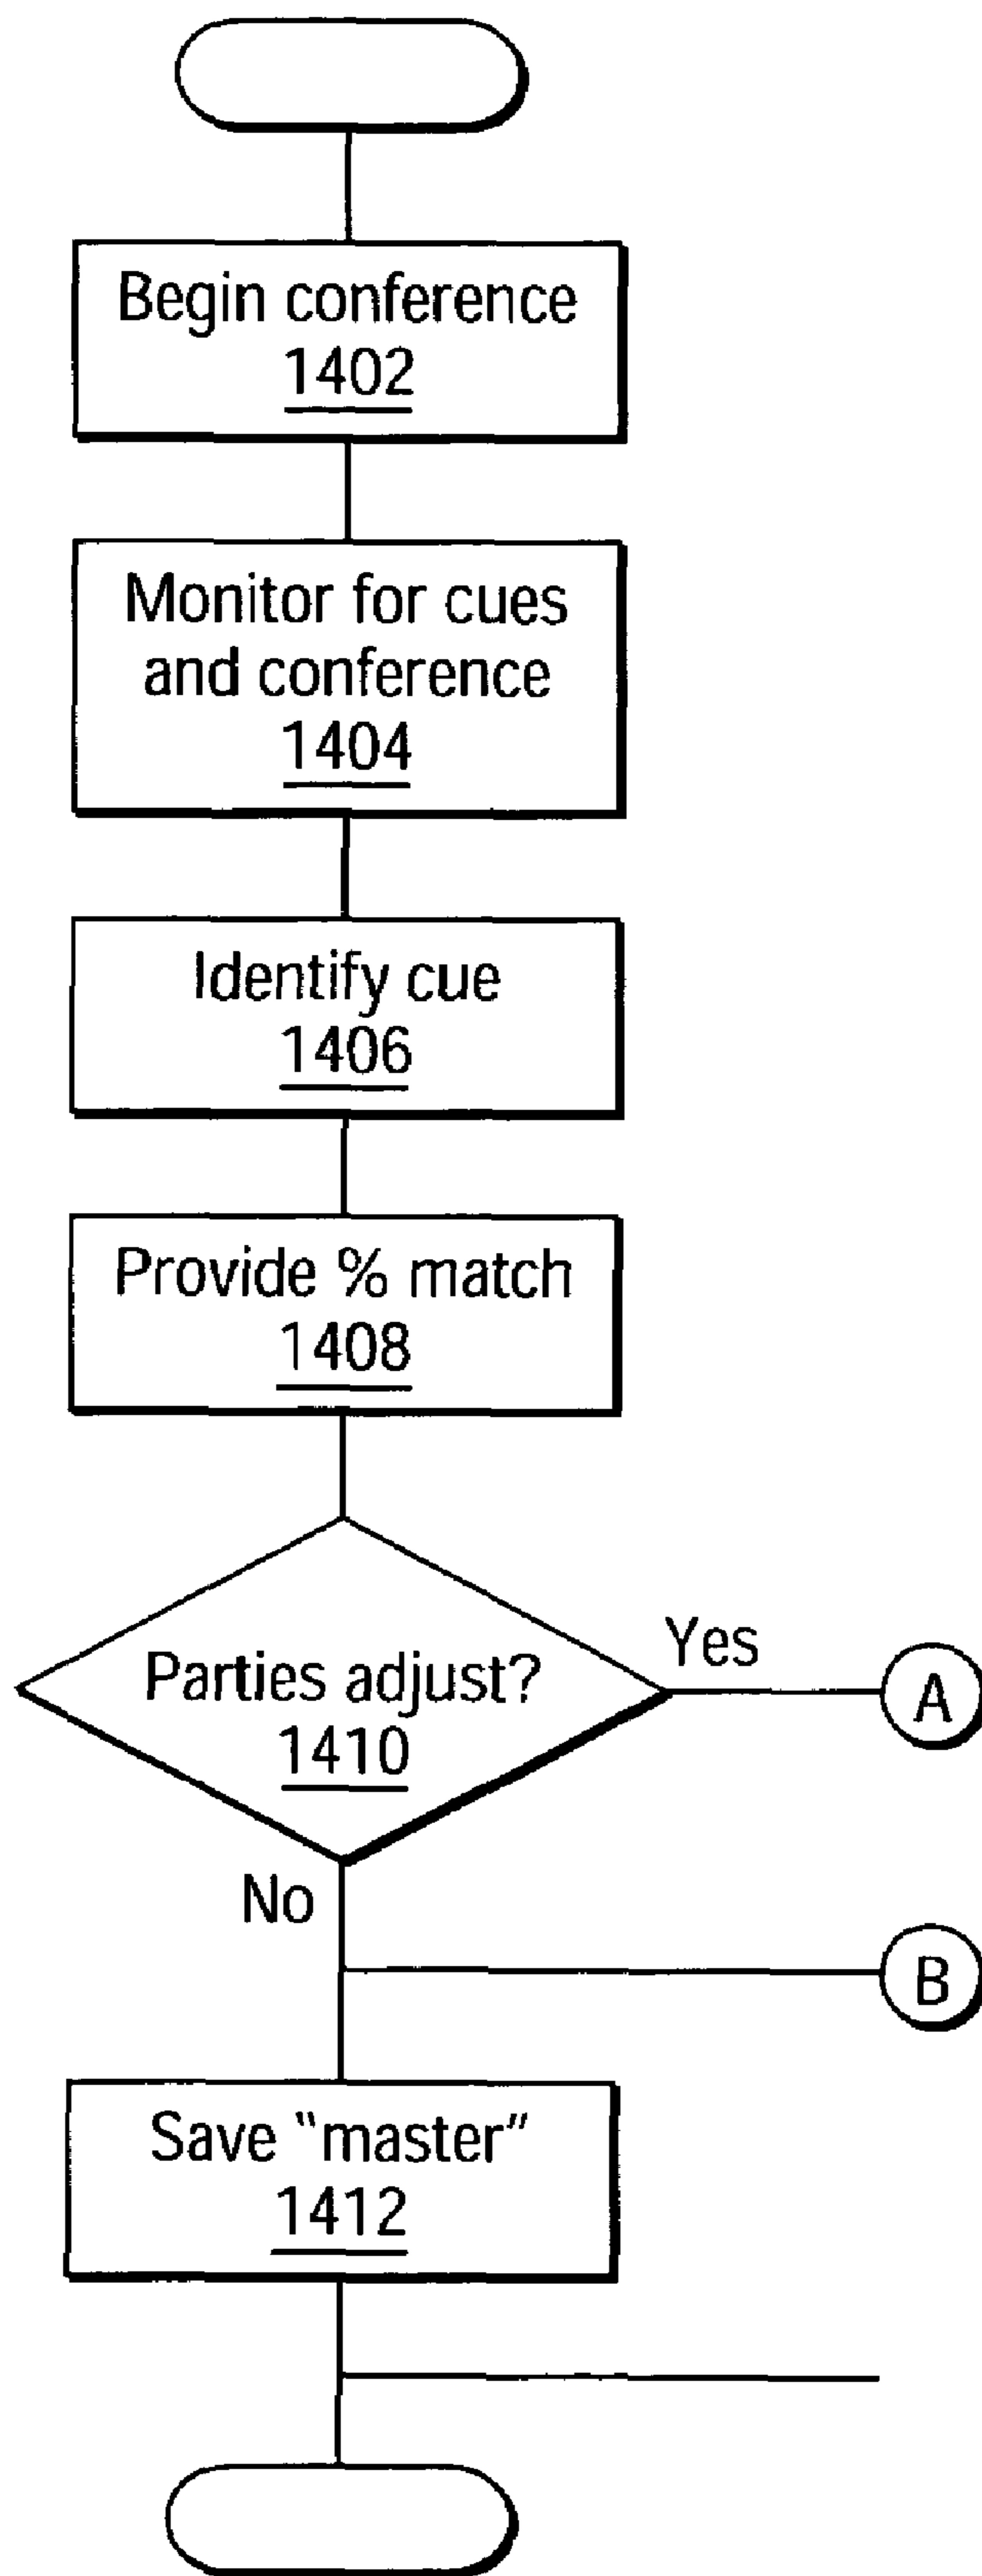 Begin conference
1402
Monitor for cues
and conference
1404
Identify cue
1406
Provide % match
1408
Parties adjust?
1410
Yes
A
No
B
Save “master”
1412